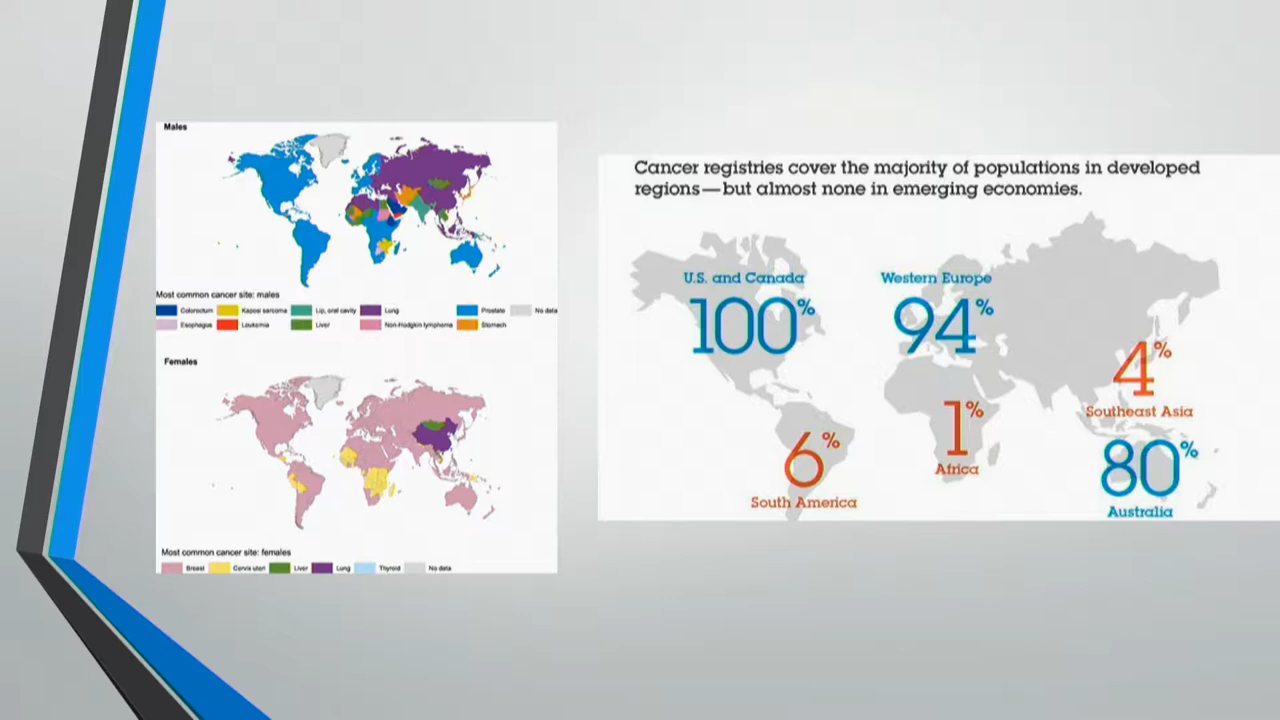 Males
Most common cancer site: males
Colorectum Kaposi sarcoma Lip, oral cavity Lung Prostate No data
Esophagus Leukemia Liver Non-Hodgkin lymphoma Stomach
Females
Most common cancer site: females
Breast Cervix uteri Liver Lung Thyroid No data
Cancer registries cover the majority of populations in developed
regions—but almost none in emerging economies.
U.S. and Canada
100%
Western Europe
94%
4%
Southeast Asia
1%
Africa
6%
South America
80%
Australia